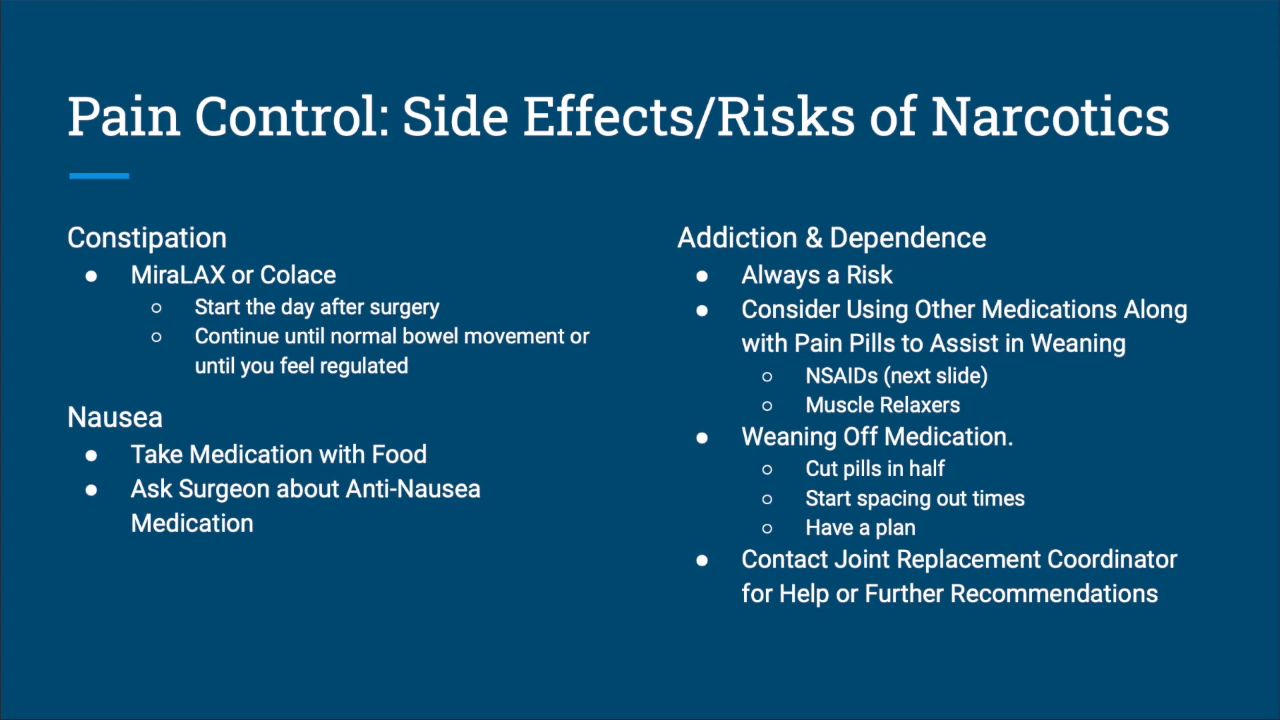 Pain Control: Side Effects/Risks of Narcotics
Constipation
● MiraLAX or Colace
○ Start the day after surgery
○ Continue until normal bowel movement or
until you feel regulated
Nausea
● Take Medication with Food
● Ask Surgeon about Anti-Nausea
Medication
Addiction & Dependence
● Always a Risk
● Consider Using Other Medications Along
with Pain Pills to Assist in Weaning
○ NSAIDs (next slide)
○ Muscle Relaxers
● Weaning Off Medication.
○ Cut pills in half
○ Start spacing out times
○ Have a plan
● Contact Joint Replacement Coordinator
for Help or Further Recommendations